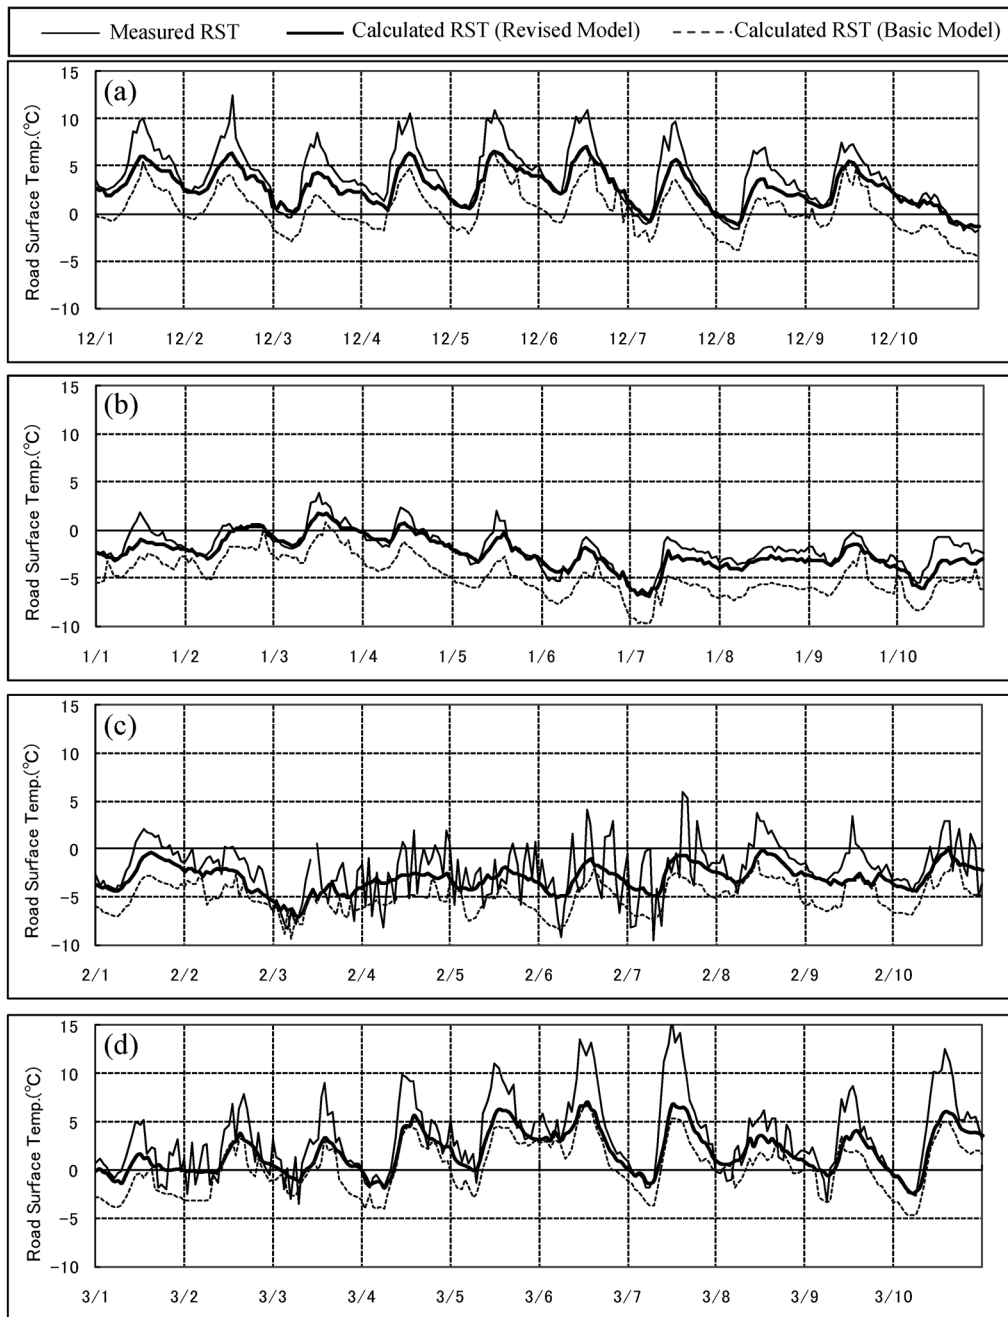 Measured RST Calculated RST (Revised Model) Calculated RST (Basic Model)
(a)
Road Surface Temp.(℃)
15
10
5
0
-5
-10
12/1 12/2 12/3 12/4 12/5 12/6 12/7 12/8 12/9 12/10
(b)
Road Surface Temp.(℃)
15
10
5
0
-5
-10
1/1 1/2 1/3 1/4 1/5 1/6 1/7 1/8 1/9 1/10
(c)
Road Surface Temp.(℃)
15
10
5
0
-5
-10
2/1 2/2 2/3 2/4 2/5 2/6 2/7 2/8 2/9 2/10
(d)
Road Surface Temp.(℃)
15
10
5
0
-5
-10
3/1 3/2 3/3 3/4 3/5 3/6 3/7 3/8 3/9 3/10